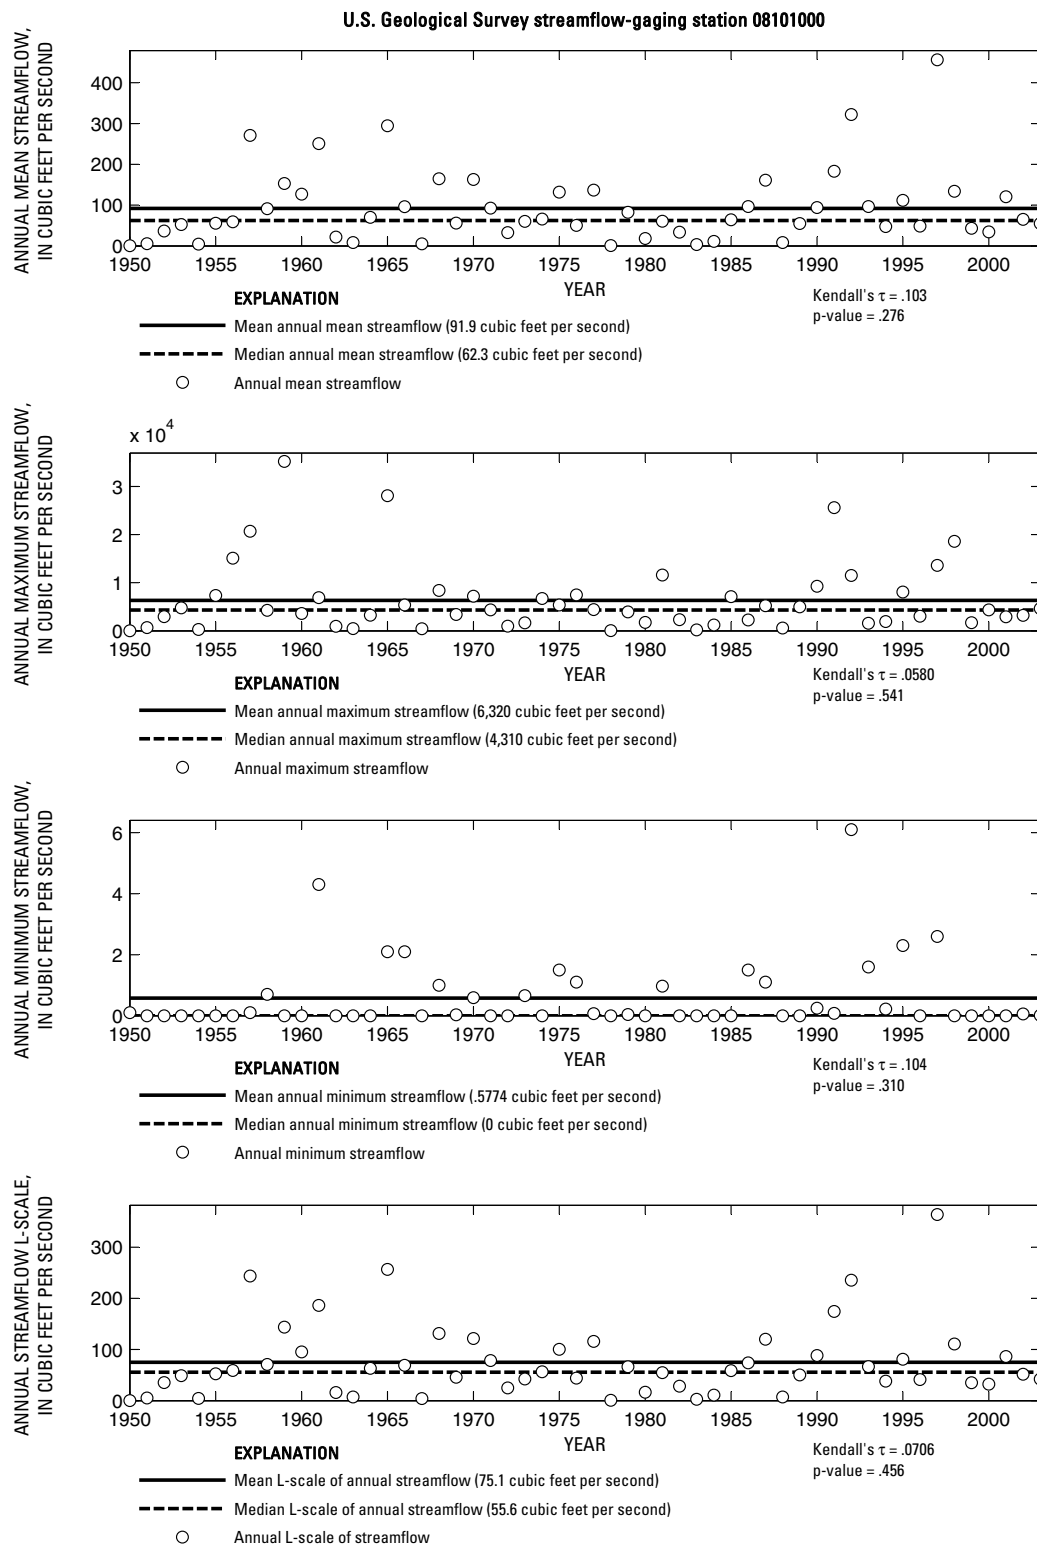 U.S. Geological Survey streamflow-gaging station 08101000
ANNUAL MEAN STREAMFLOW,
IN CUBIC FEET PER SECOND
400
300
200
100
0
1950 1955 1960 1965 1970 1975 1980 1985 1990 1995 2000
YEAR
EXPLANATION
Mean annual mean streamflow (91.9 cubic feet per second)
Median annual mean streamflow (62.3 cubic feet per second)
Annual mean streamflow
Kendall's τ = .103
p-value = .276
ANNUAL MAXIMUM STREAMFLOW,
IN CUBIC FEET PER SECOND
x 10^4
3
2
1
0
1950 1955 1960 1965 1970 1975 1980 1985 1990 1995 2000
YEAR
EXPLANATION
Mean annual maximum streamflow (6,320 cubic feet per second)
Median annual maximum streamflow (4,310 cubic feet per second)
Annual maximum streamflow
Kendall's τ = .0580
p-value = .541
ANNUAL MINIMUM STREAMFLOW,
IN CUBIC FEET PER SECOND
6
4
2
0
1950 1955 1960 1965 1970 1975 1980 1985 1990 1995 2000
YEAR
EXPLANATION
Mean annual minimum streamflow (.5774 cubic feet per second)
Median annual minimum streamflow (0 cubic feet per second)
Annual minimum streamflow
Kendall's τ = .104
p-value = .310
ANNUAL STREAMFLOW L-SCALE,
IN CUBIC FEET PER SECOND
300
200
100
0
1950 1955 1960 1965 1970 1975 1980 1985 1990 1995 2000
YEAR
EXPLANATION
Mean L-scale of annual streamflow (75.1 cubic feet per second)
Median L-scale of annual streamflow (55.6 cubic feet per second)
Annual L-scale of streamflow
Kendall's τ = .0706
p-value = .456